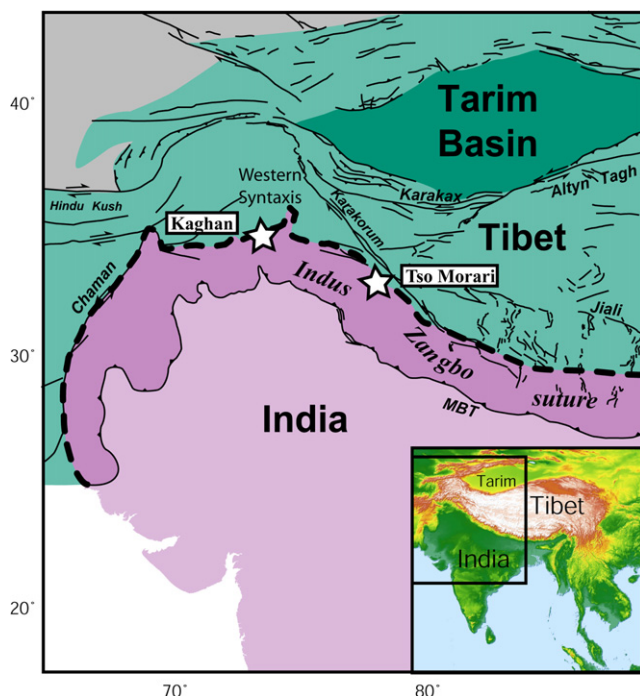 40°
Tarim
Basin
Western
Syntaxis
Hindu Kush
Karakax
Altyn Tagh
Kaghan
Karakorum
Tibet
Chaman
Indus
Tso Morari
Jiali
30°
Zangbo
suture
MBT
India
Tarim
Tibet
India
20°
70°
80°